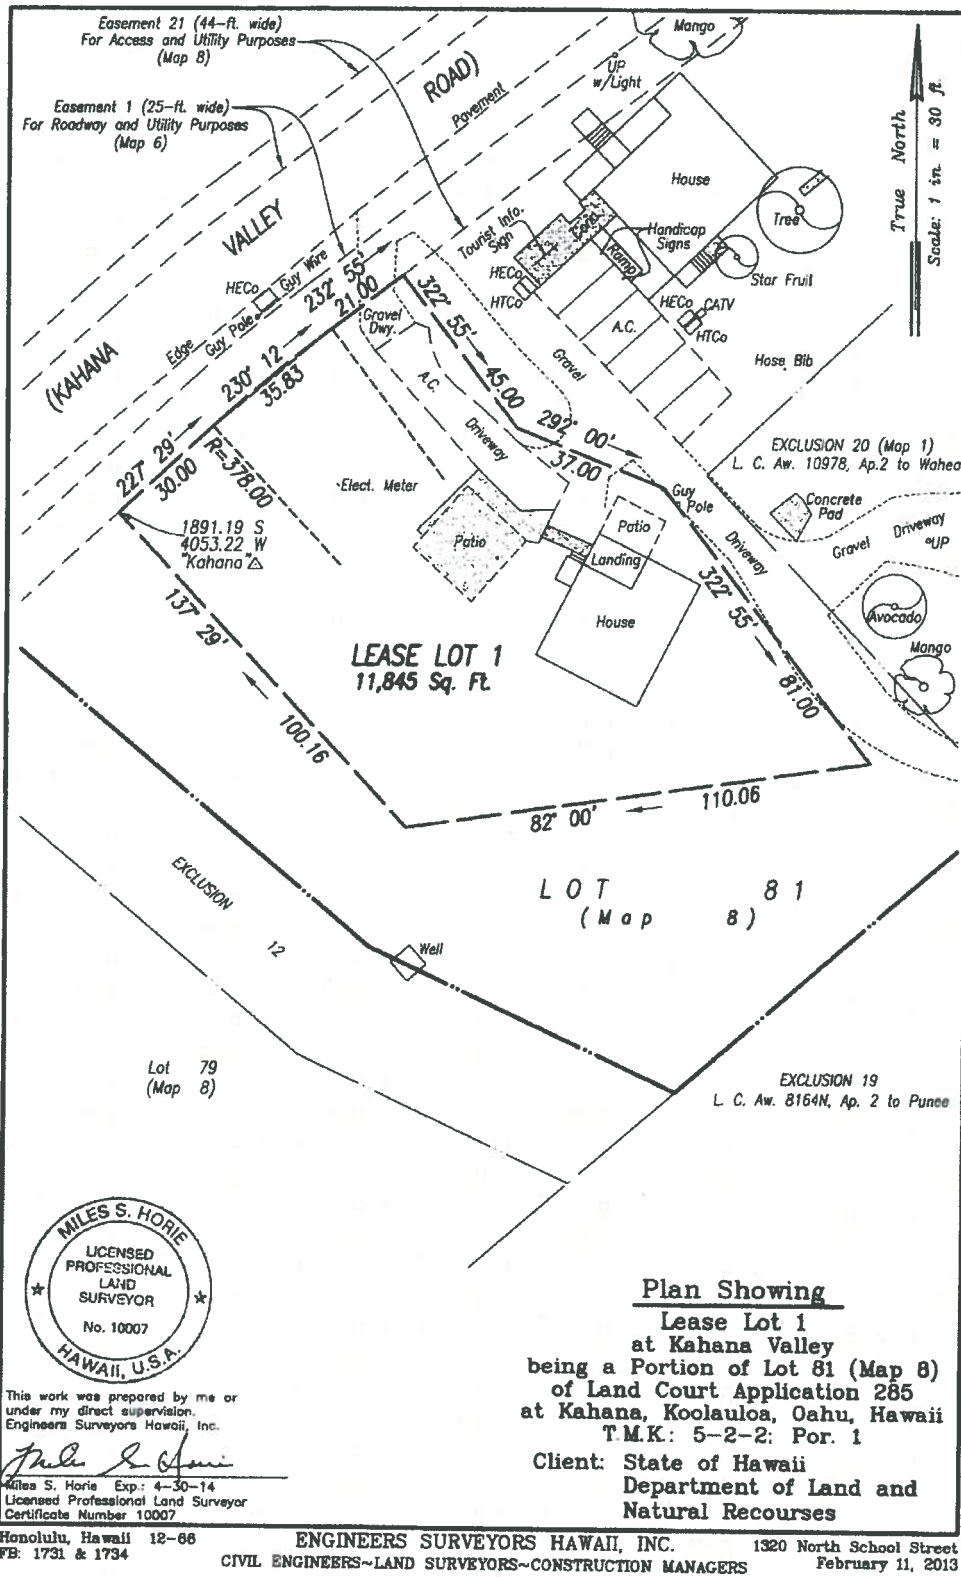 Easement 21 (44-ft. wide)
For Access and Utility Purposes
(Map 8)
Easement 1 (25-ft. wide)
For Roadway and Utility Purposes
(Map 6)
(KAHANA
VALLEY
ROAD)
Pavement
Mango
UP
w/Light
True North
Scale: 1 in = 30 ft.
House
Tree
Star Fruit
Handicap
Signs
Tourist Info.
Sign
Conc
Ramp
HECo
HTCo
HECo
CATV
HTCo
A.C.
Hose Bib
HECo
Guy Wire
Edge
Guy Pole
227° 29'
30.00
230° 12
35.83
232° 55'
21.00
322° 55'
45.00
292° 00'
37.00
R=378.00
Gravel
Dwy.
A.C.
Driveway
Gravel
Driveway
Elect. Meter
EXCLUSION 20 (Map 1)
L. C. Aw. 10978, Ap.2 to Wahea
Concrete
Pad
Gravel
Driveway
UP
Avocado
Mango
Guy
Pole
Patio
Patio
Landing
House
1891.19 S
4053.22 W
"Kahana"
137° 29'
100.16
LEASE LOT 1
11,845 Sq. Ft.
322° 55'
81.00
82° 00'
110.06
LOT 81
(Map 8)
EXCLUSION
12
Well
Lot 79
(Map 8)
EXCLUSION 19
L. C. Aw. 8164N, Ap. 2 to Punee
MILES S. HORIE
LICENSED
PROFESSIONAL
LAND
SURVEYOR
No. 10007
HAWAII, U.S.A.
This work was prepared by me or
under my direct supervision.
Engineers Surveyors Hawaii, Inc.
Miles S. Horie Exp.: 4-30-14
Licensed Professional Land Surveyor
Certificate Number 10007
Plan Showing
Lease Lot 1
at Kahana Valley
being a Portion of Lot 81 (Map 8)
of Land Court Application 285
at Kahana, Koolauloa, Oahu, Hawaii
T.M.K.: 5-2-2: Por. 1
Client: State of Hawaii
Department of Land and
Natural Recourses
Honolulu, Hawaii 12-66
FB: 1731 & 1734
ENGINEERS SURVEYORS HAWAII, INC.
CIVIL ENGINEERS~LAND SURVEYORS~CONSTRUCTION MANAGERS
1320 North School Street
February 11, 2013